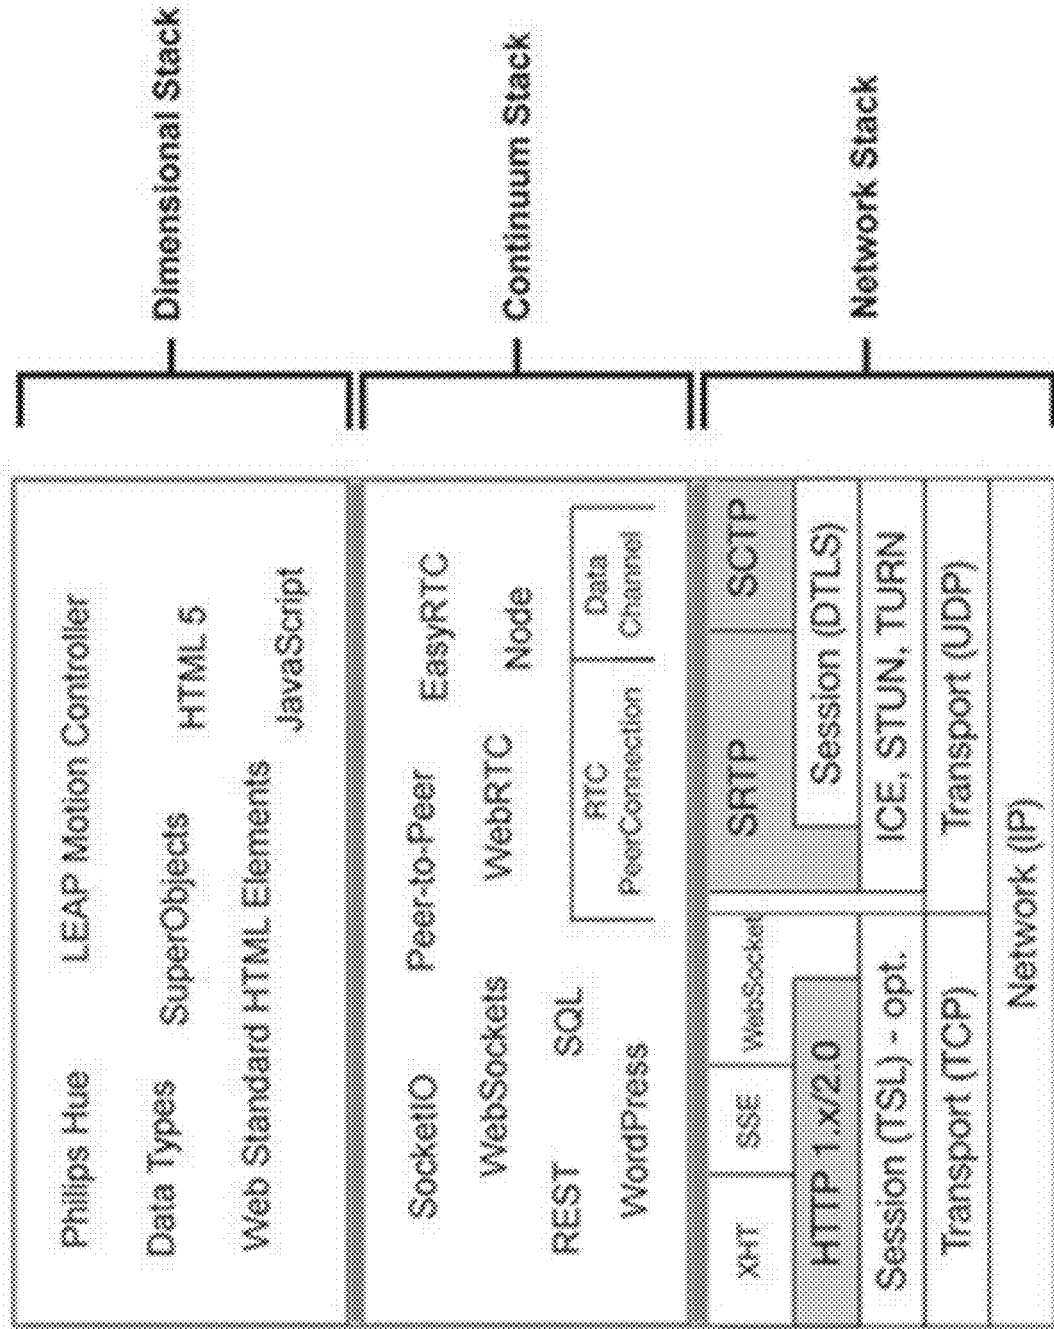 Philips Hue
LEAP Motion Controller
Data Types
SuperObjects
HTML 5
Web Standard HTML Elements
JavaScript
Dimensional Stack
SocketIO
Peer-to-Peer
EasyRTC
WebSockets
WebRTC
Node
REST
SQL
WordPress
RTC
PeerConnection
Data
Channel
Continuum Stack
XHT
SSE
WebSocket
SRTP
SCTP
HTTP 1.x/2.0
Session (DTLS)
Session (TSL) - opt.
ICE, STUN, TURN
Transport (TCP)
Transport (UDP)
Network (IP)
Network Stack